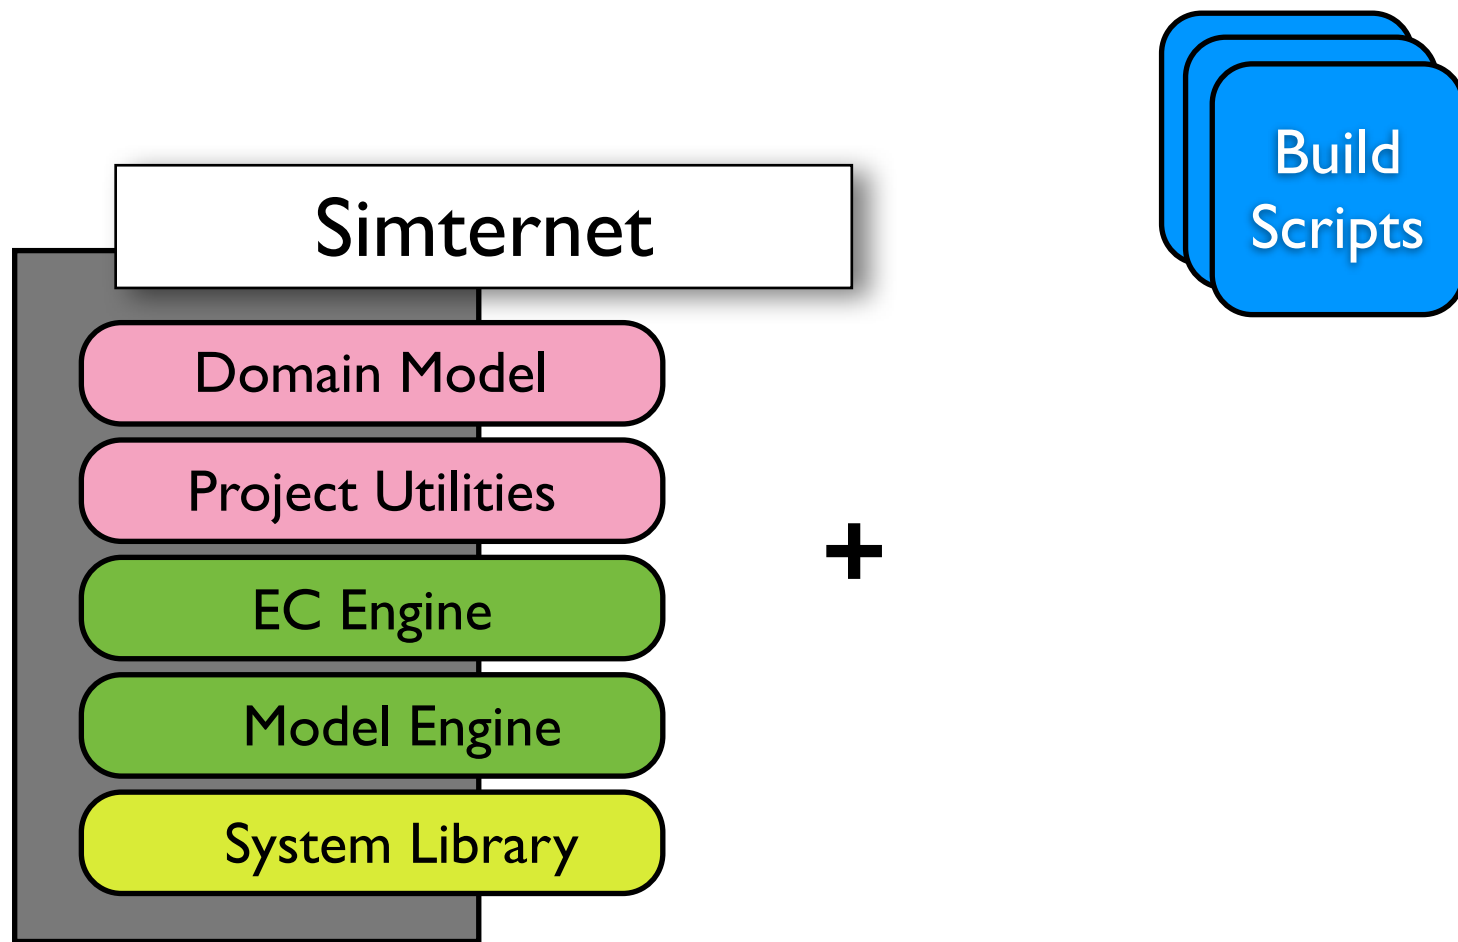 Build
Scripts
Simternet
Domain Model
Project Utilities
+
EC Engine
Model Engine
System Library